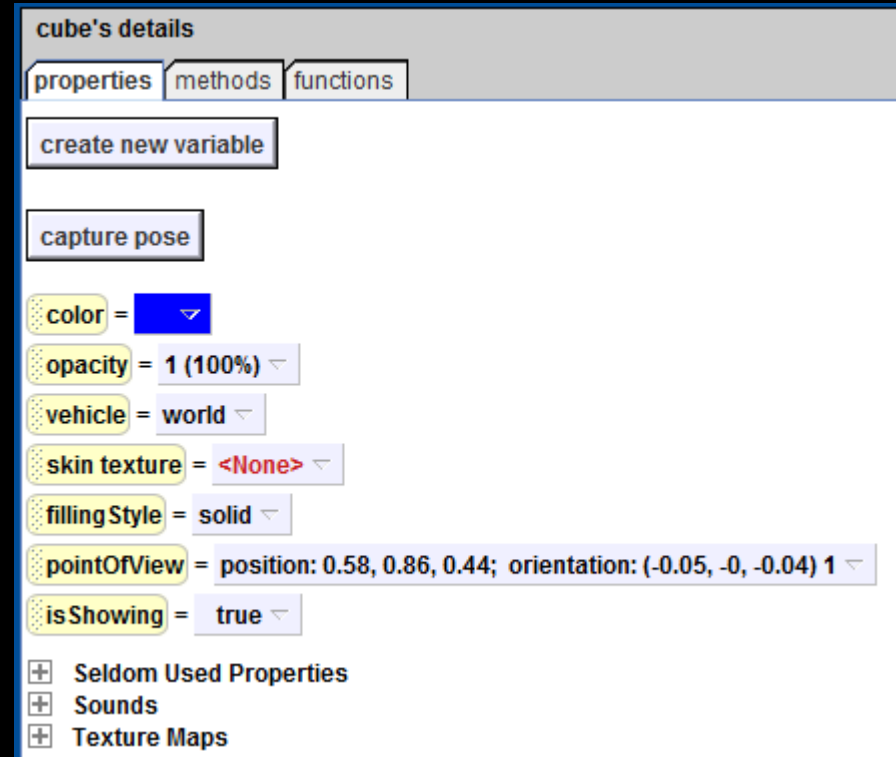 cube's details
properties methods functions
create new variable
capture pose
color =
opacity = 1 (100%)
vehicle = world
skin texture = <None>
fillingStyle = solid
pointOfView = position: 0.58, 0.86, 0.44; orientation: (-0.05, -0, -0.04) 1
isShowing = true
Seldom Used Properties
Sounds
Texture Maps